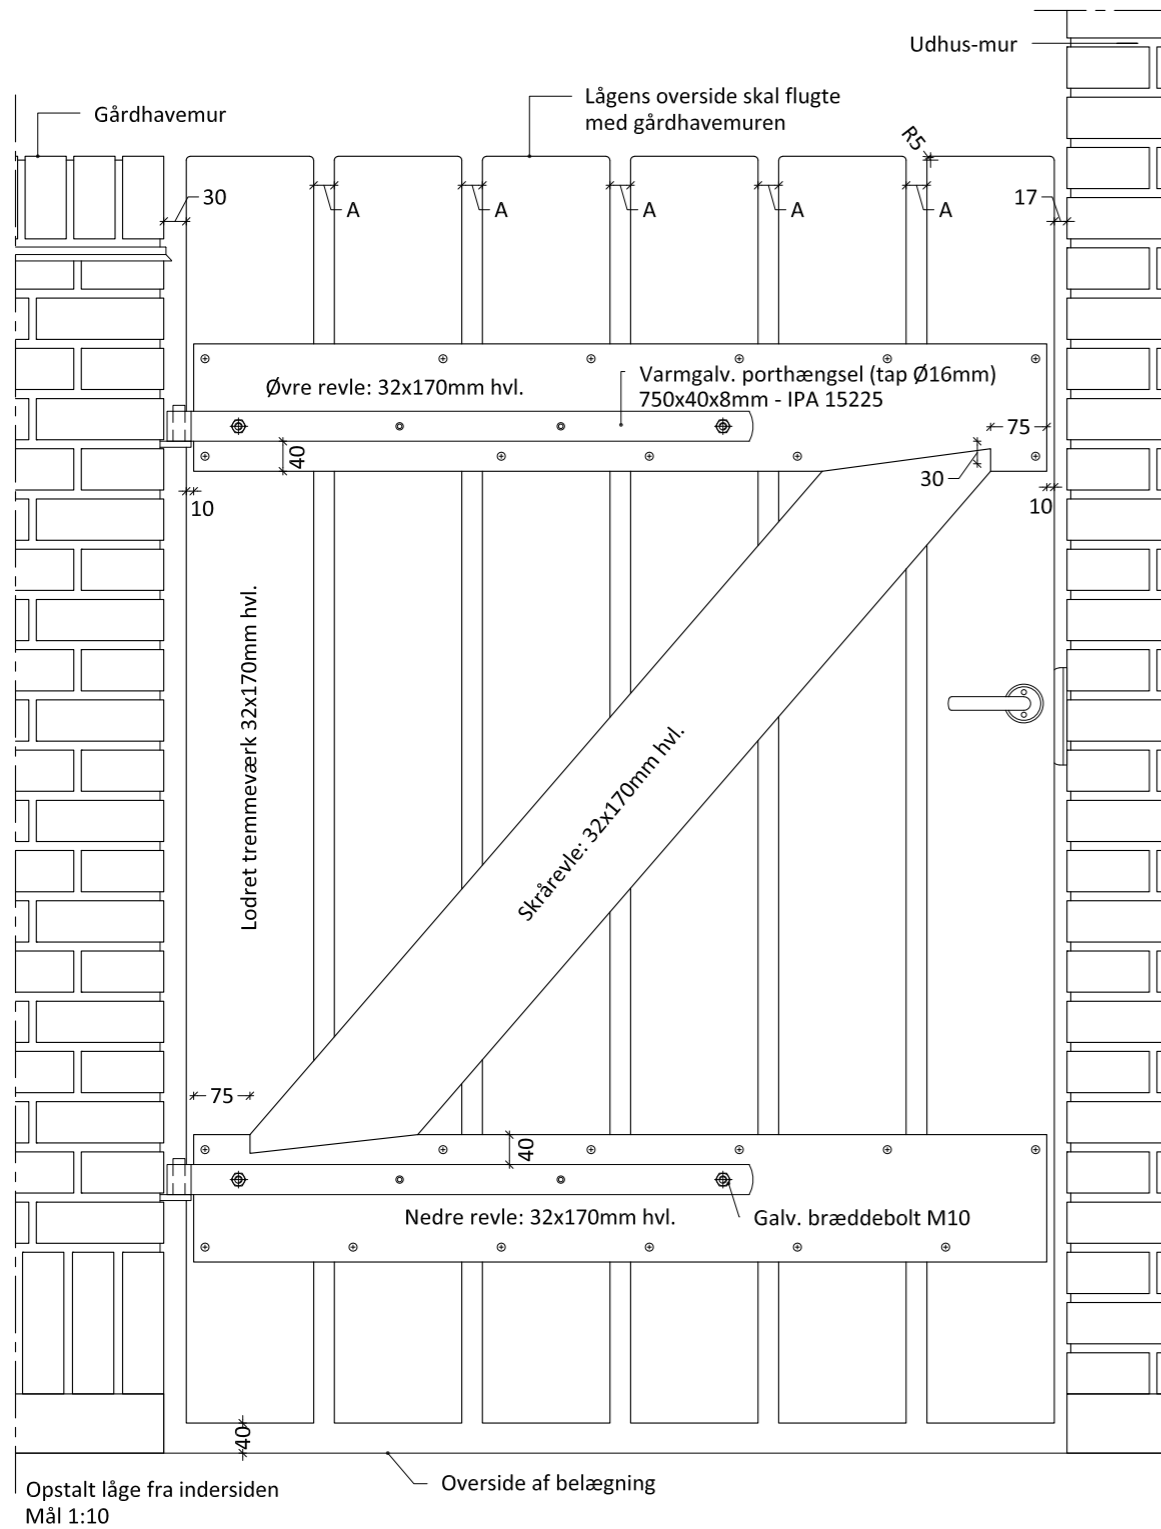 Udhus-mur
Lågens overside skal flugte
med gårdhavemuren
Gårdhavemur
R5
30
A
A
A
A
A
17
Øvre revle: 32x170mm hvl.
Varmgalv. porthængsel (tap Ø16mm)
750x40x8mm - IPA 15225
75
40
30
10
10
Lodret tremmeværk 32x170mm hvl.
Skrårevle: 32x170mm hvl.
75
40
Nedre revle: 32x170mm hvl.
Galv. bræddebolt M10
40
Overside af belægning
Opstalt låge fra indersiden
Mål 1:10